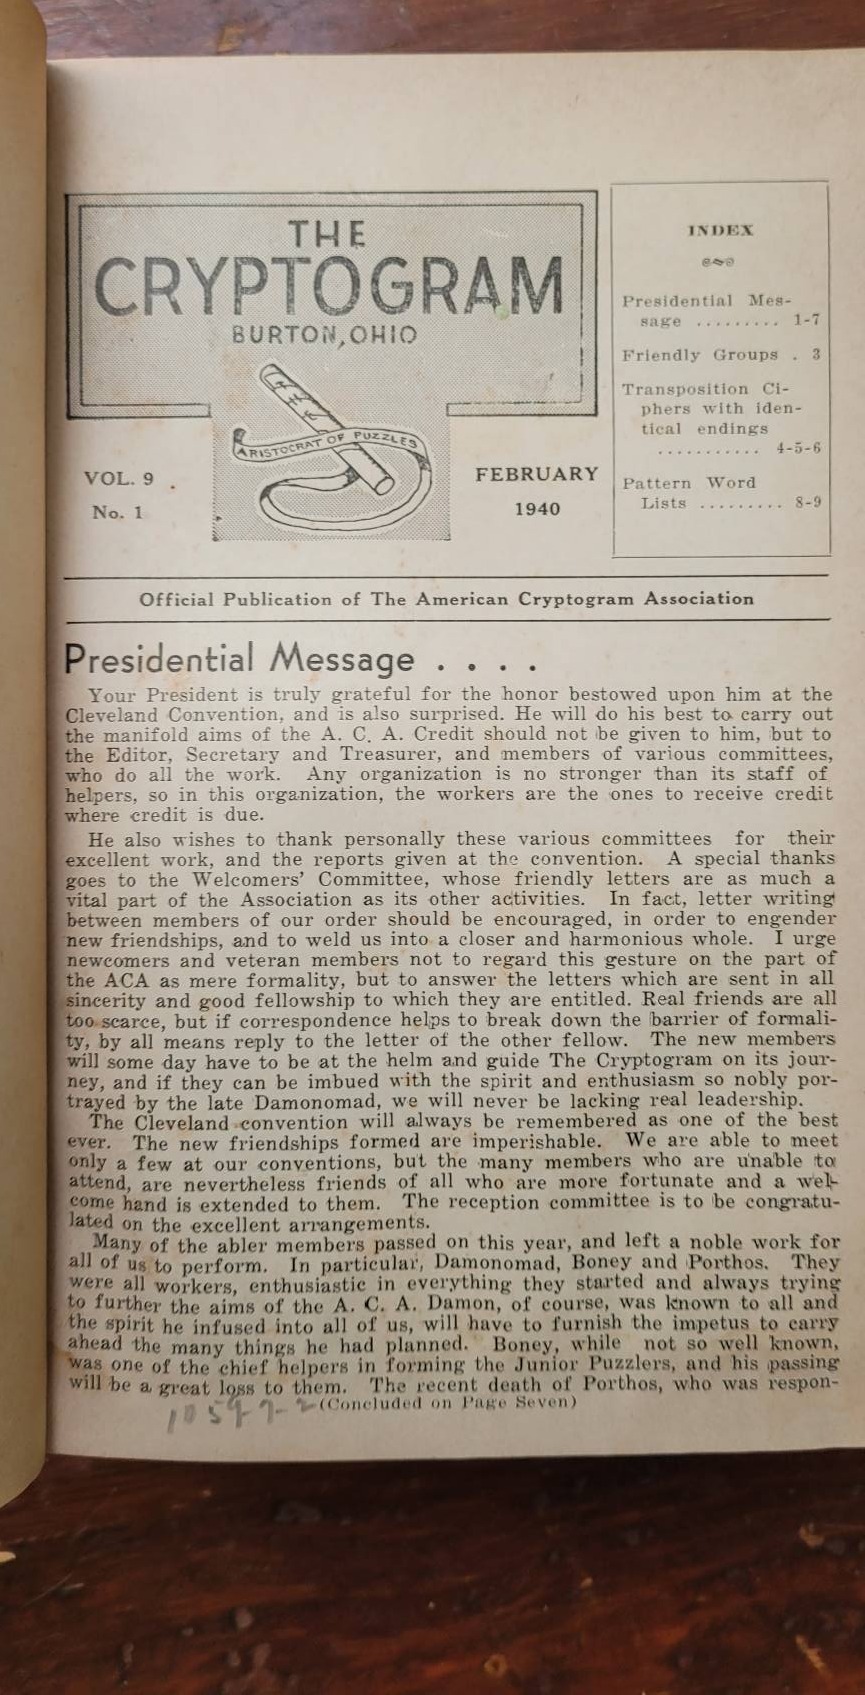 THE
CRYPTOGRAM
BURTON, OHIO
ARISTOCRAT OF PUZZLES
VOL. 9
No. 1
FEBRUARY
1940
INDEX
Presidential Mes-
sage ......... 1-7
Friendly Groups . 3
Transposition Ci-
phers with iden-
tical endings
........... 4-5-6
Pattern Word
Lists ......... 8-9
Official Publication of The American Cryptogram Association
Presidential Message . . . .
Your President is truly grateful for the honor bestowed upon him at the
Cleveland Convention, and is also surprised. He will do his best to carry out
the manifold aims of the A. C. A. Credit should not be given to him, but to
the Editor, Secretary and Treasurer, and members of various committees,
who do all the work. Any organization is no stronger than its staff of
helpers, so in this organization, the workers are the ones to receive credit
where credit is due.
He also wishes to thank personally these various committees for their
excellent work, and the reports given at the convention. A special thanks
goes to the Welcomers' Committee, whose friendly letters are as much a
vital part of the Association as its other activities. In fact, letter writing
between members of our order should be encouraged, in order to engender
new friendships, and to weld us into a closer and harmonious whole. I urge
newcomers and veteran members not to regard this gesture on the part of
the ACA as mere formality, but to answer the letters which are sent in all
sincerity and good fellowship to which they are entitled. Real friends are all
too scarce, but if correspondence helps to break down the barrier of formali-
ty, by all means reply to the letter of the other fellow. The new members
will some day have to be at the helm and guide The Cryptogram on its jour-
ney, and if they can be imbued with the spirit and enthusiasm so nobly por-
trayed by the late Damonomad, we will never be lacking real leadership.
The Cleveland convention will always be remembered as one of the best
ever. The new friendships formed are imperishable. We are able to meet
only a few at our conventions, but the many members who are unable to
attend, are nevertheless friends of all who are more fortunate and a wel-
come hand is extended to them. The reception committee is to be congratu-
lated on the excellent arrangements.
Many of the abler members passed on this year, and left a noble work for
all of us to perform. In particular, Damonomad, Boney and Porthos. They
were all workers, enthusiastic in everything they started and always trying
to further the aims of the A. C. A. Damon, of course, was known to all and
the spirit he infused into all of us, will have to furnish the impetus to carry
ahead the many things he had planned. Boney, while not so well known,
was one of the chief helpers in forming the Junior Puzzlers, and his passing
will be a great loss to them. The recent death of Porthos, who was respon-
(Concluded on Page Seven)